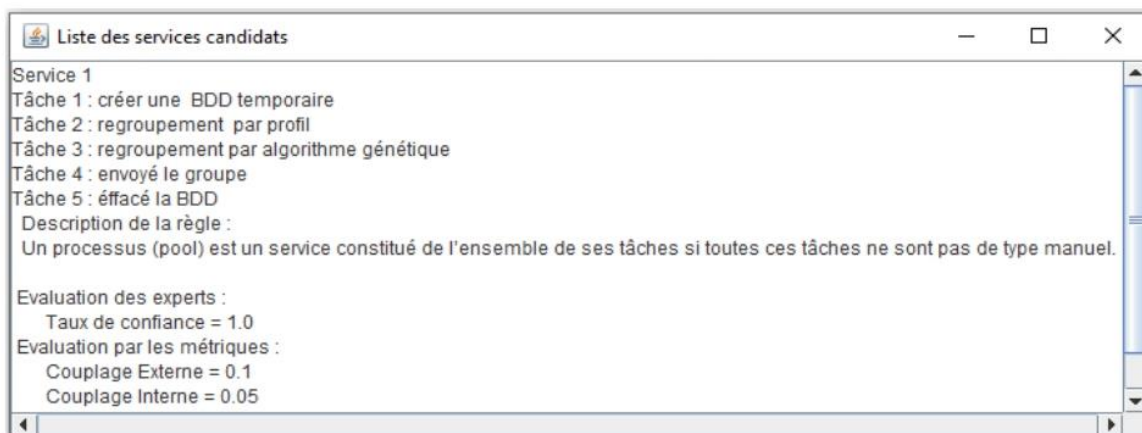 Liste des services candidats
Service 1
Tâche 1 : créer une  BDD temporaire
Tâche 2 : regroupement  par profil
Tâche 3 : regroupement par algorithme génétique
Tâche 4 : envoyé le groupe
Tâche 5 : éffacé la BDD
Description de la règle :
Un processus (pool) est un service constitué de l'ensemble de ses tâches si toutes ces tâches ne sont pas de type manuel.
Evaluation des experts :
Taux de confiance = 1.0
Evaluation par les métriques :
Couplage Externe = 0.1
Couplage Interne = 0.05